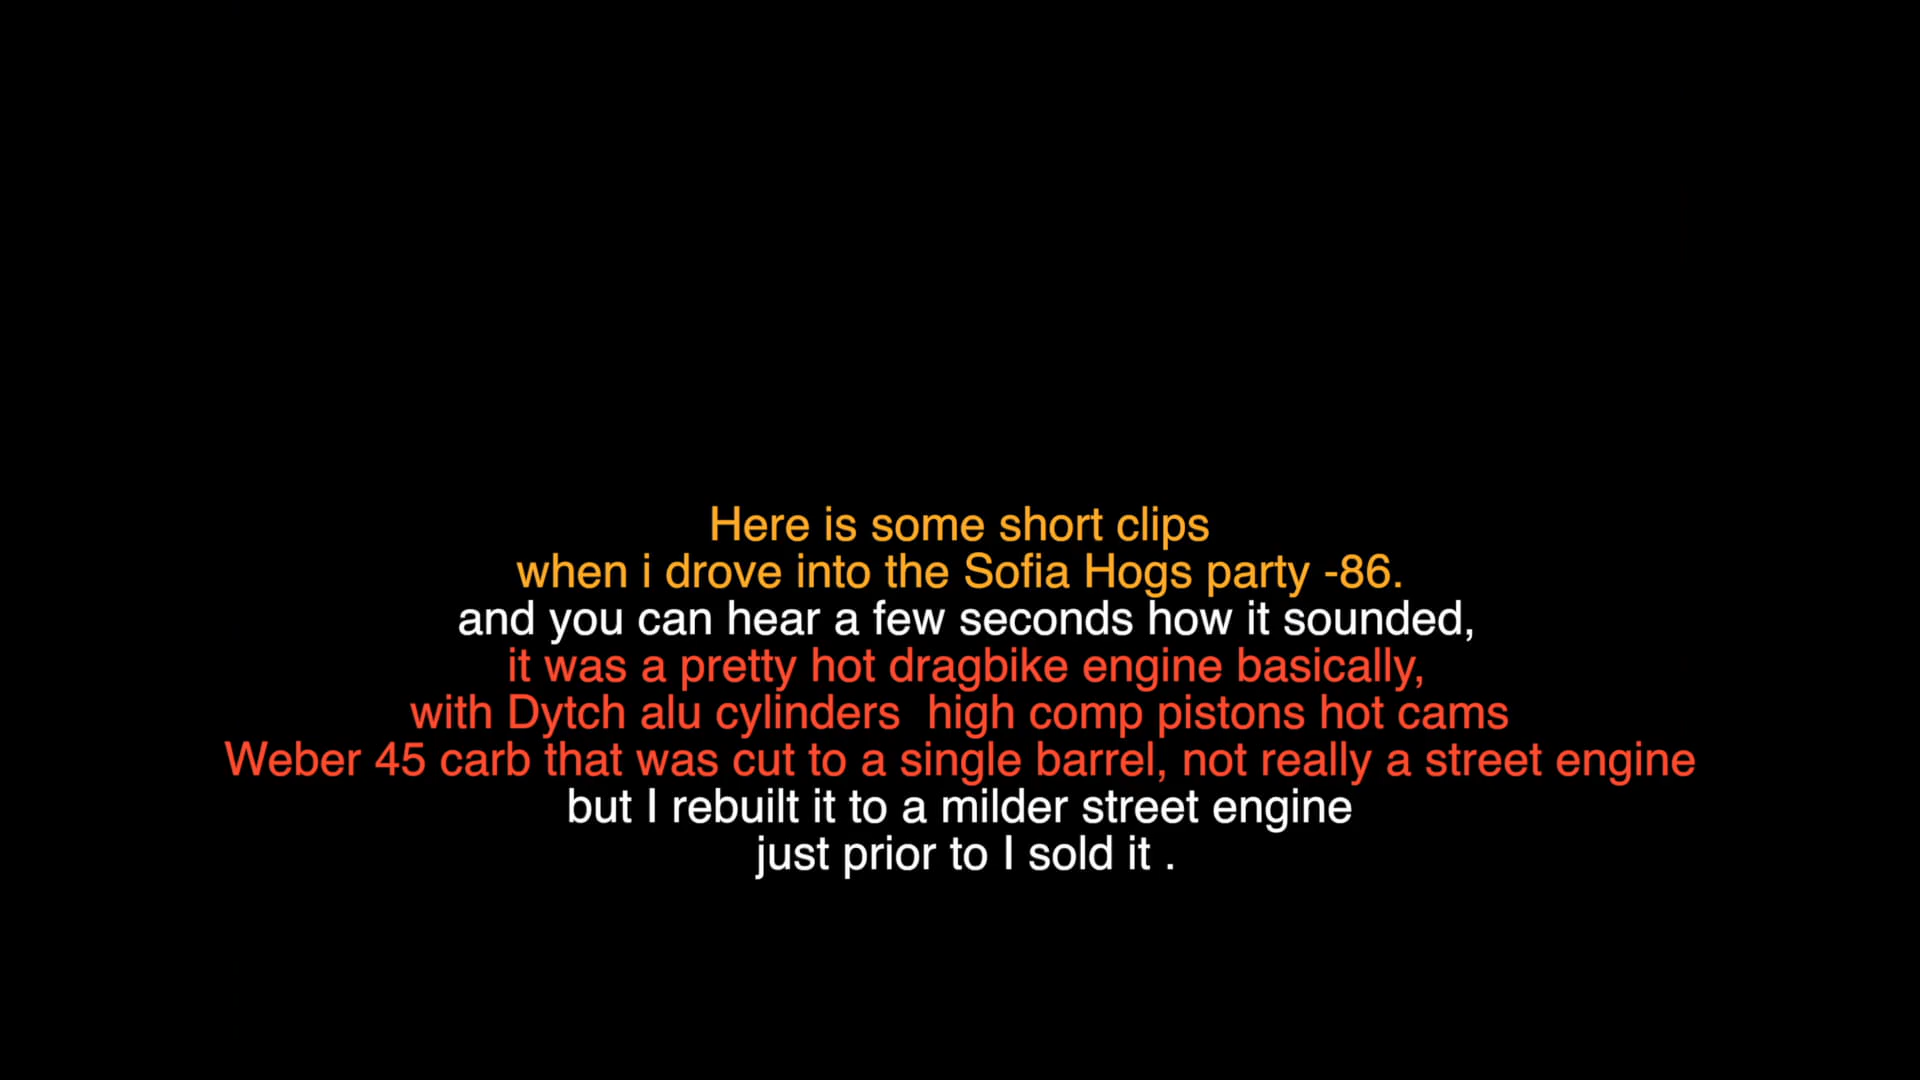 Here is some short clips
when i drove into the Sofia Hogs party -86.
and you can hear a few seconds how it sounded,
it was a pretty hot dragbike engine basically,
with Dytch alu cylinders  high comp pistons hot cams
Weber 45 carb that was cut to a single barrel, not really a street engine
but I rebuilt it to a milder street engine
just prior to I sold it .